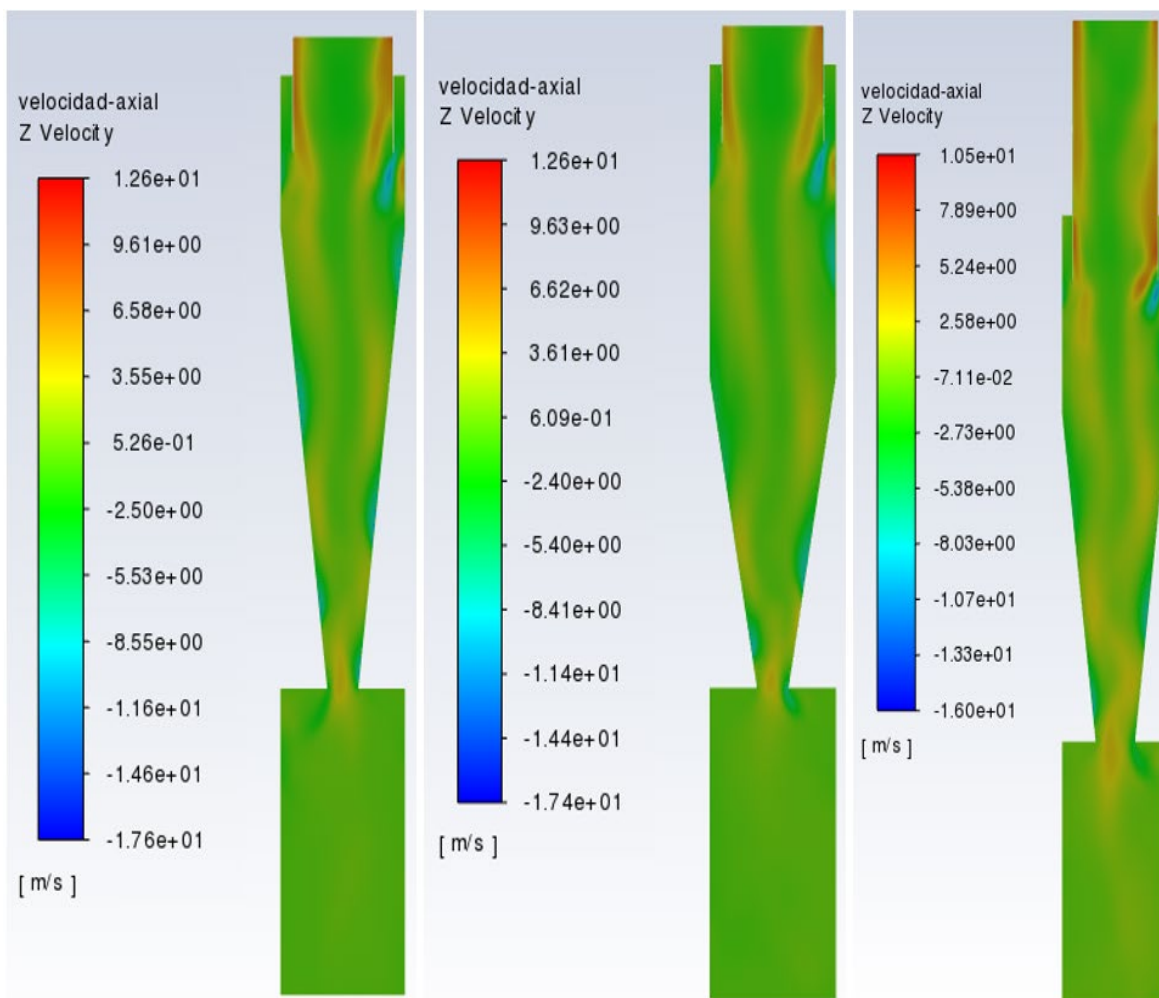 velocidad-axial
Z Velocity
1.26e+01
9.61e+00
6.58e+00
3.55e+00
5.26e-01
-2.50e+00
-5.53e+00
-8.55e+00
-1.16e+01
-1.46e+01
-1.76e+01
[ m/s ]
velocidad-axial
Z Velocity
1.26e+01
9.63e+00
6.62e+00
3.61e+00
6.09e-01
-2.40e+00
-5.40e+00
-8.41e+00
-1.14e+01
-1.44e+01
-1.74e+01
[ m/s ]
velocidad-axial
Z Velocity
1.05e+01
7.89e+00
5.24e+00
2.58e+00
-7.11e-02
-2.73e+00
-5.38e+00
-8.03e+00
-1.07e+01
-1.33e+01
-1.60e+01
[ m/s ]